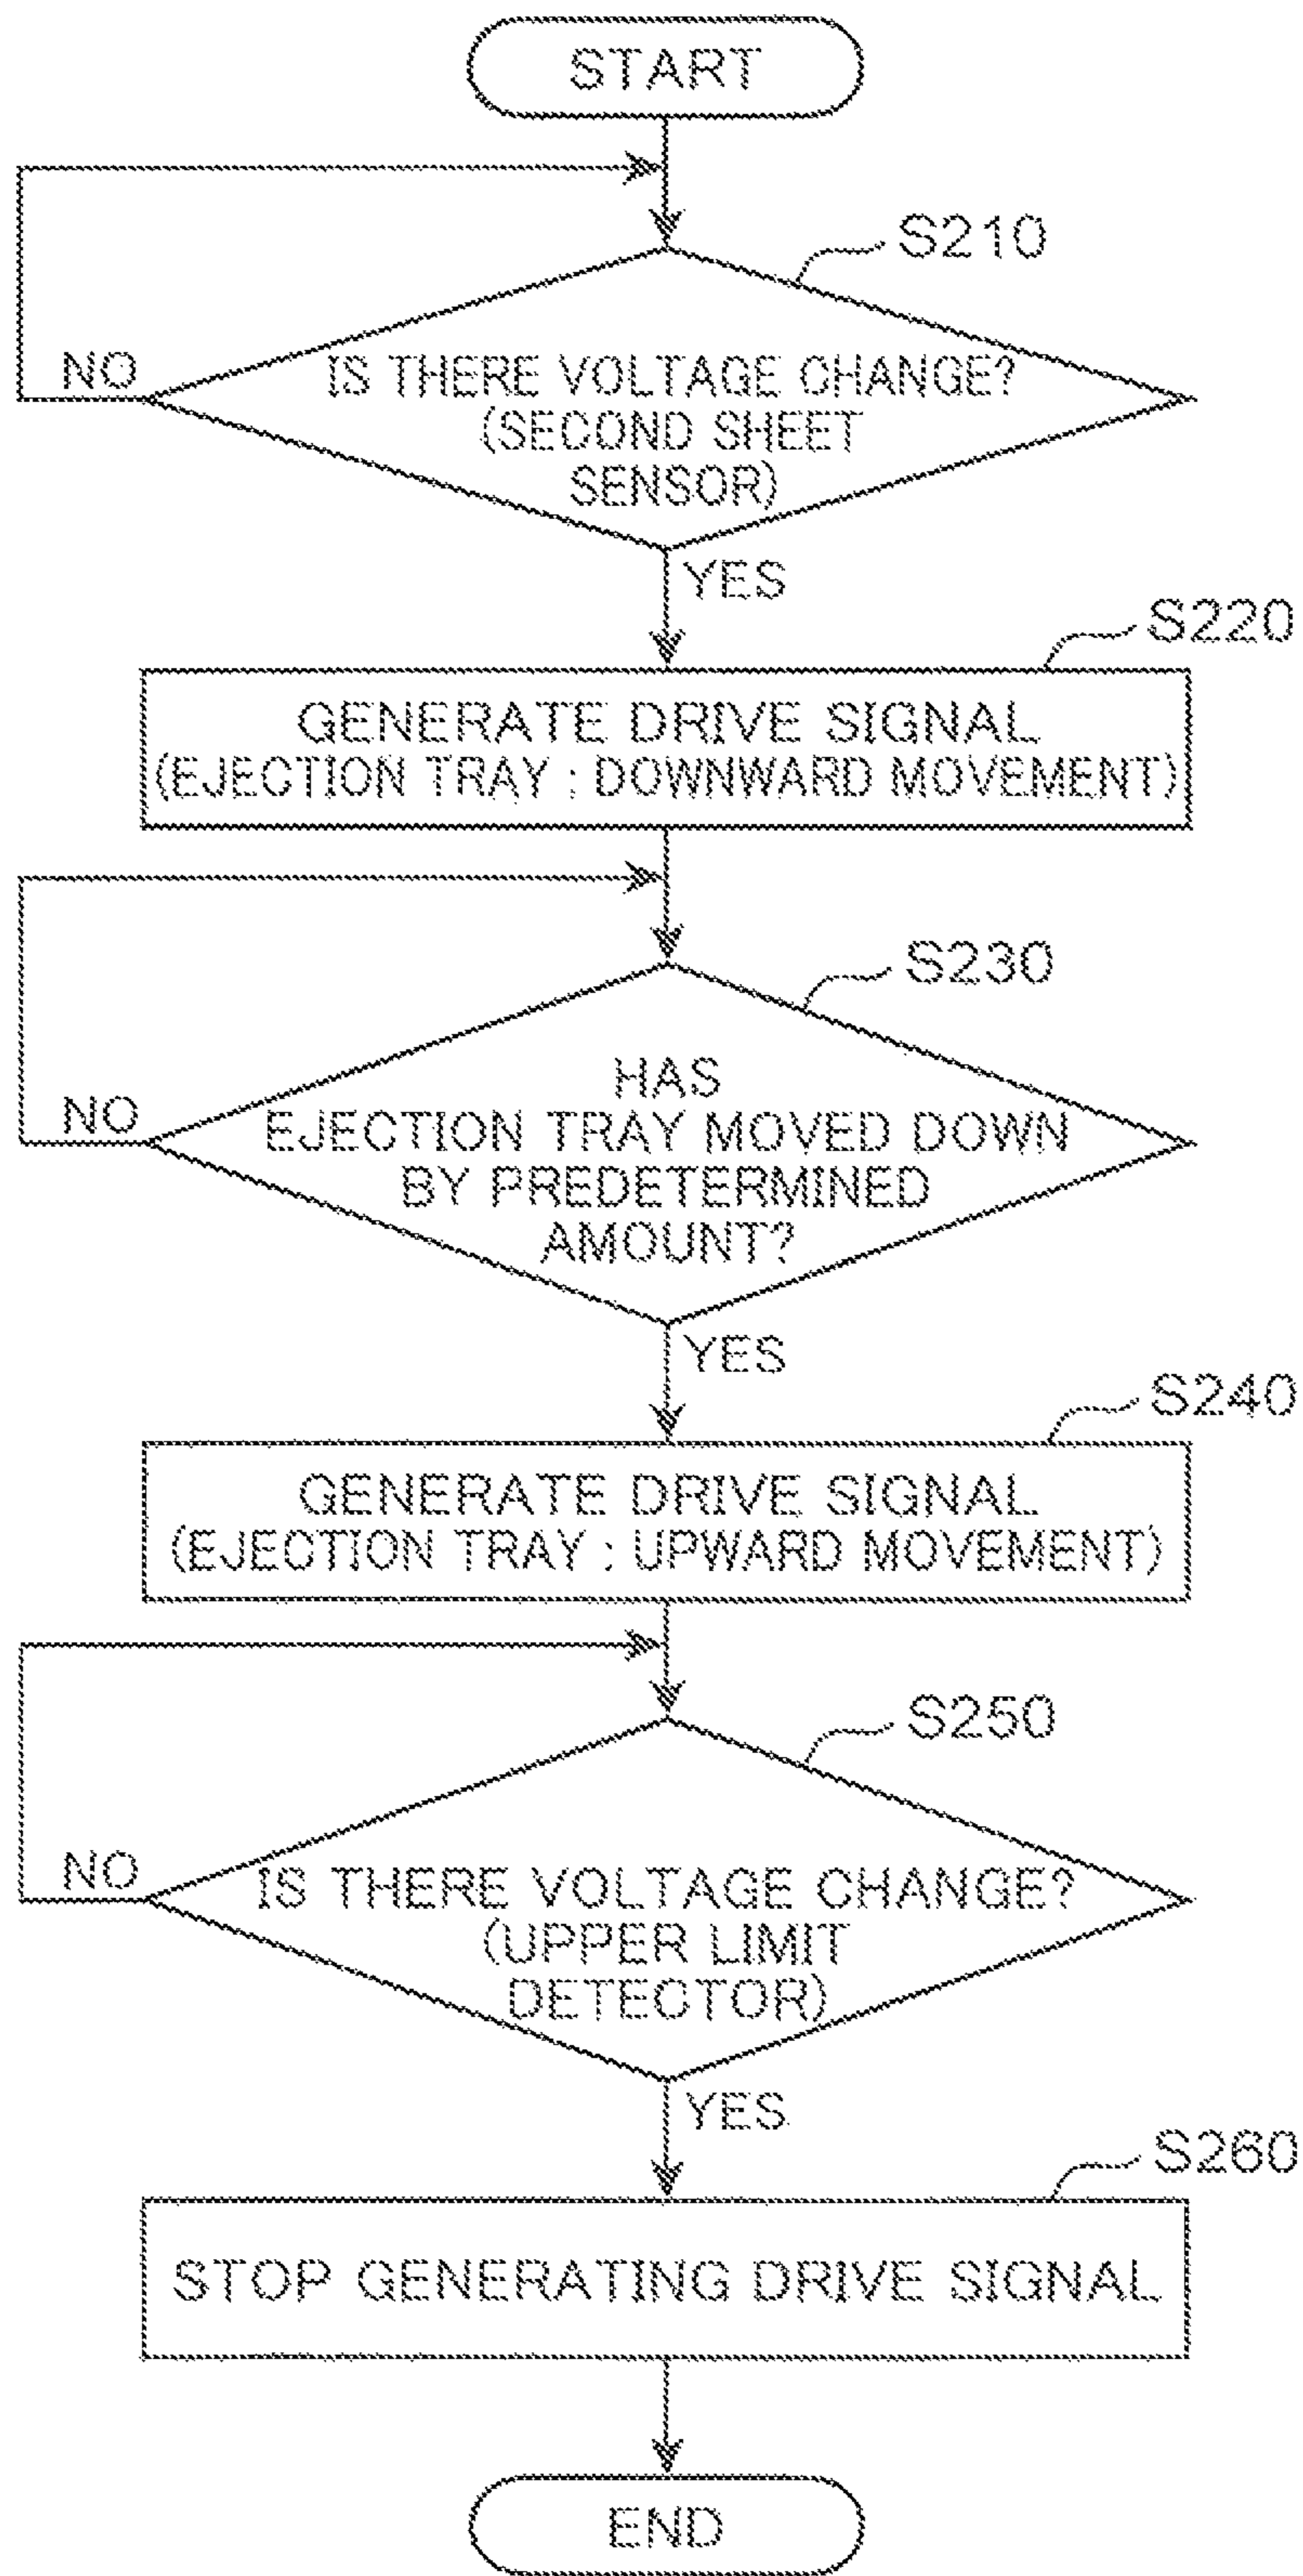 START
S210
NO
IS THERE VOLTAGE CHANGE?
(SECOND SHEET
SENSOR)
YES
S220
GENERATE DRIVE SIGNAL
(EJECTION TRAY : DOWNWARD MOVEMENT)
S230
HAS
NO
EJECTION TRAY MOVED DOWN
BY PREDETERMINED
AMOUNT?
YES
S240
GENERATE DRIVE SIGNAL
(EJECTION TRAY : UPWARD MOVEMENT)
S250
NO
IS THERE VOLTAGE CHANGE?
(UPPER LIMIT
DETECTOR)
YES
S260
STOP GENERATING DRIVE SIGNAL
END